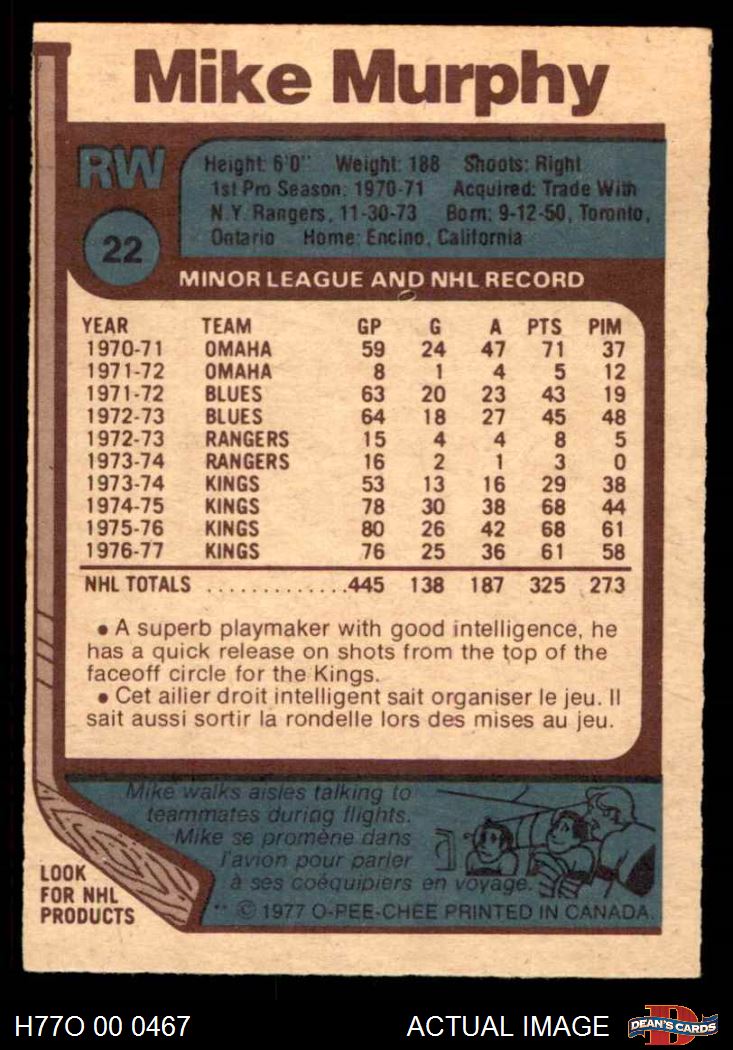 Mike Murphy
RW
22
Height: 6'0" Weight: 188 Shoots: Right
1st Pro Season: 1970-71 Acquired: Trade With
N.Y. Rangers, 11-30-73 Born: 9-12-50, Toronto,
Ontario Home: Encino, California
MINOR LEAGUE AND NHL RECORD
YEAR TEAM GP G A PTS PIM
1970-71 OMAHA 59 24 47 71 37
1971-72 OMAHA 8 1 4 5 12
1971-72 BLUES 63 20 23 43 19
1972-73 BLUES 64 18 27 45 48
1972-73 RANGERS 15 4 4 8 5
1973-74 RANGERS 16 2 1 3 0
1973-74 KINGS 53 13 16 29 38
1974-75 KINGS 78 30 38 68 44
1975-76 KINGS 80 26 42 68 61
1976-77 KINGS 76 25 36 61 58
NHL TOTALS .............445 138 187 325 273
• A superb playmaker with good intelligence, he
has a quick release on shots from the top of the
faceoff circle for the Kings.
• Cet ailier droit intelligent sait organiser le jeu. Il
sait aussi sortir la rondelle lors des mises au jeu.
Mike walks aisles talking to
teammates during flights.
Mike se promène dans
l'avion pour parler
à ses coéquipiers en voyage.
LOOK
FOR NHL
PRODUCTS
** © 1977 O-PEE-CHEE PRINTED IN CANADA.
H77O 00 0467
ACTUAL IMAGE
D
DEAN'S CARDS